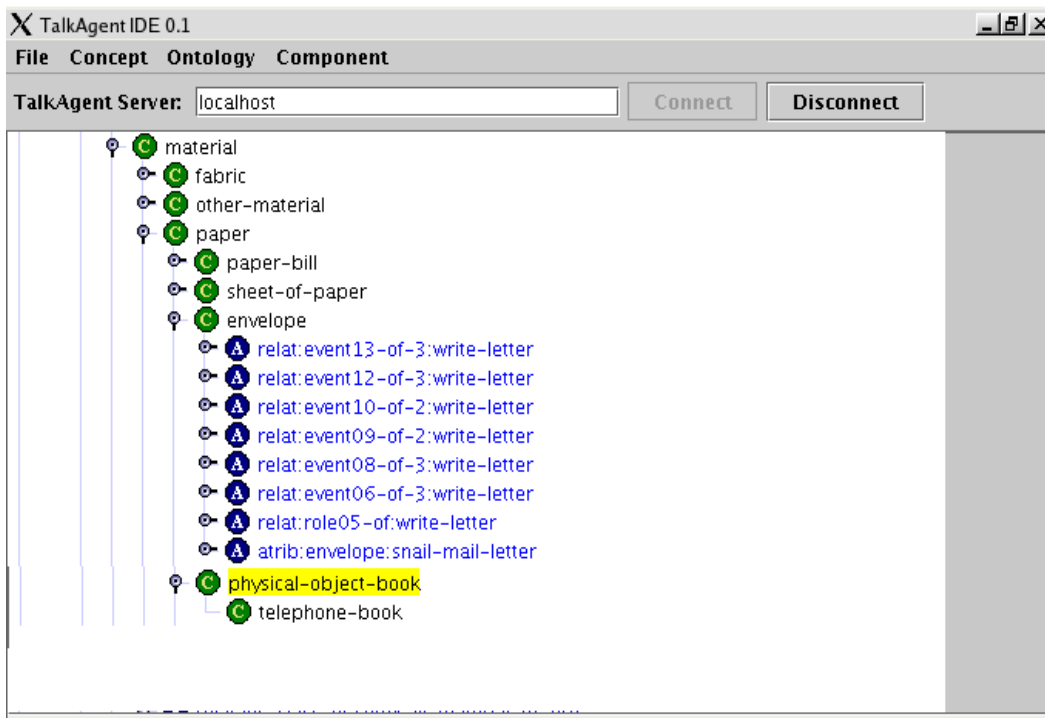 TalkAgent IDE 0.1
File Concept Ontology Component
TalkAgent Server: localhost Connect Disconnect
C material
C fabric
C other-material
C paper
C paper-bill
C sheet-of-paper
C envelope
A relat:event13-of-3:write-letter
A relat:event12-of-3:write-letter
A relat:event10-of-2:write-letter
A relat:event09-of-2:write-letter
A relat:event08-of-3:write-letter
A relat:event06-of-3:write-letter
A relat:role05-of:write-letter
A atrib:envelope:snail-mail-letter
C physical-object-book
C telephone-book